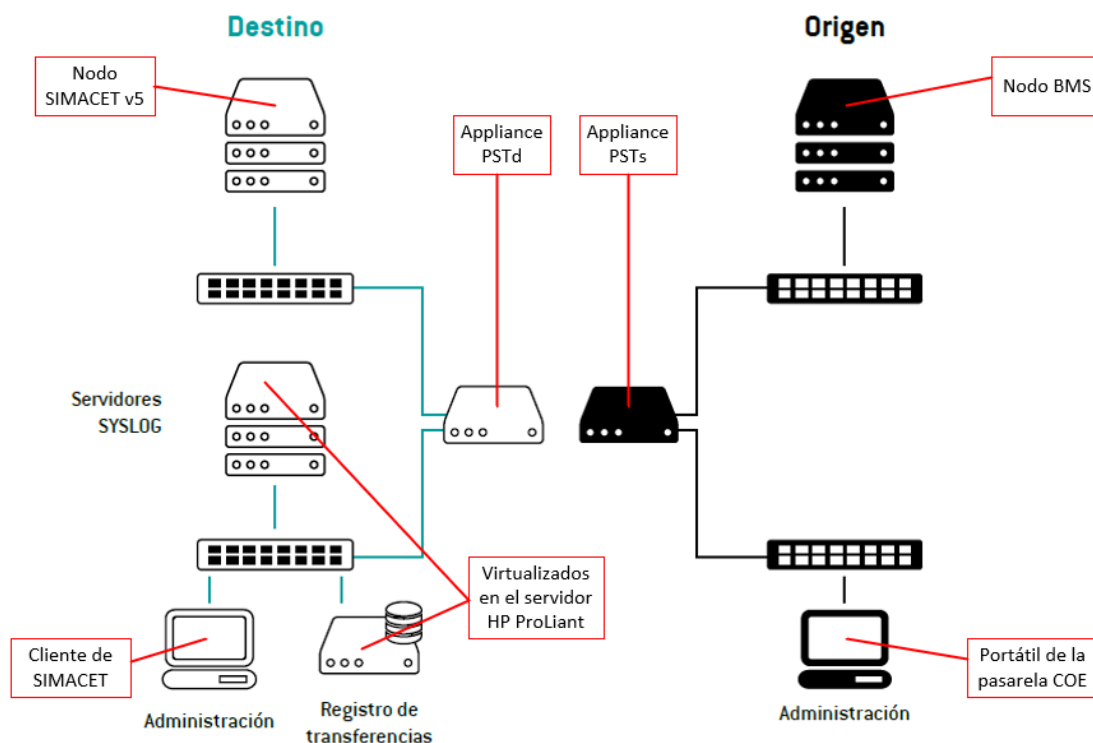 Destino
Origen
Nodo
SIMACET v5
Appliance
PSTd
Appliance
PSTs
Nodo BMS
Servidores
SYSLOG
Virtualizados
en el servidor
HP ProLiant
Cliente de
SIMACET
Administración
Registro de
transferencias
Portátil de la
pasarela COE
Administración